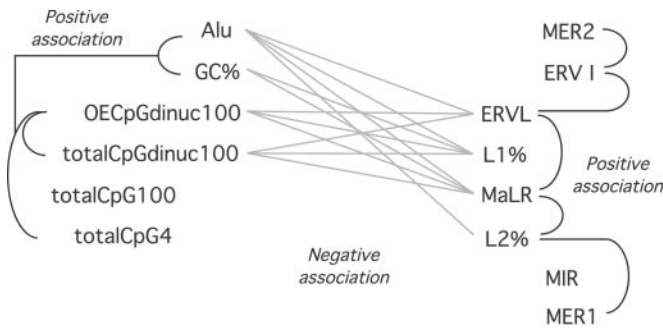 Positive
association
Alu
GC%
OECpGdinuc100
totalCpGdinuc100
totalCpG100
totalCpG4
Negative
association
MER2
ERV I
ERVL
L1%
MaLR
L2%
MIR
MER1
Positive
association